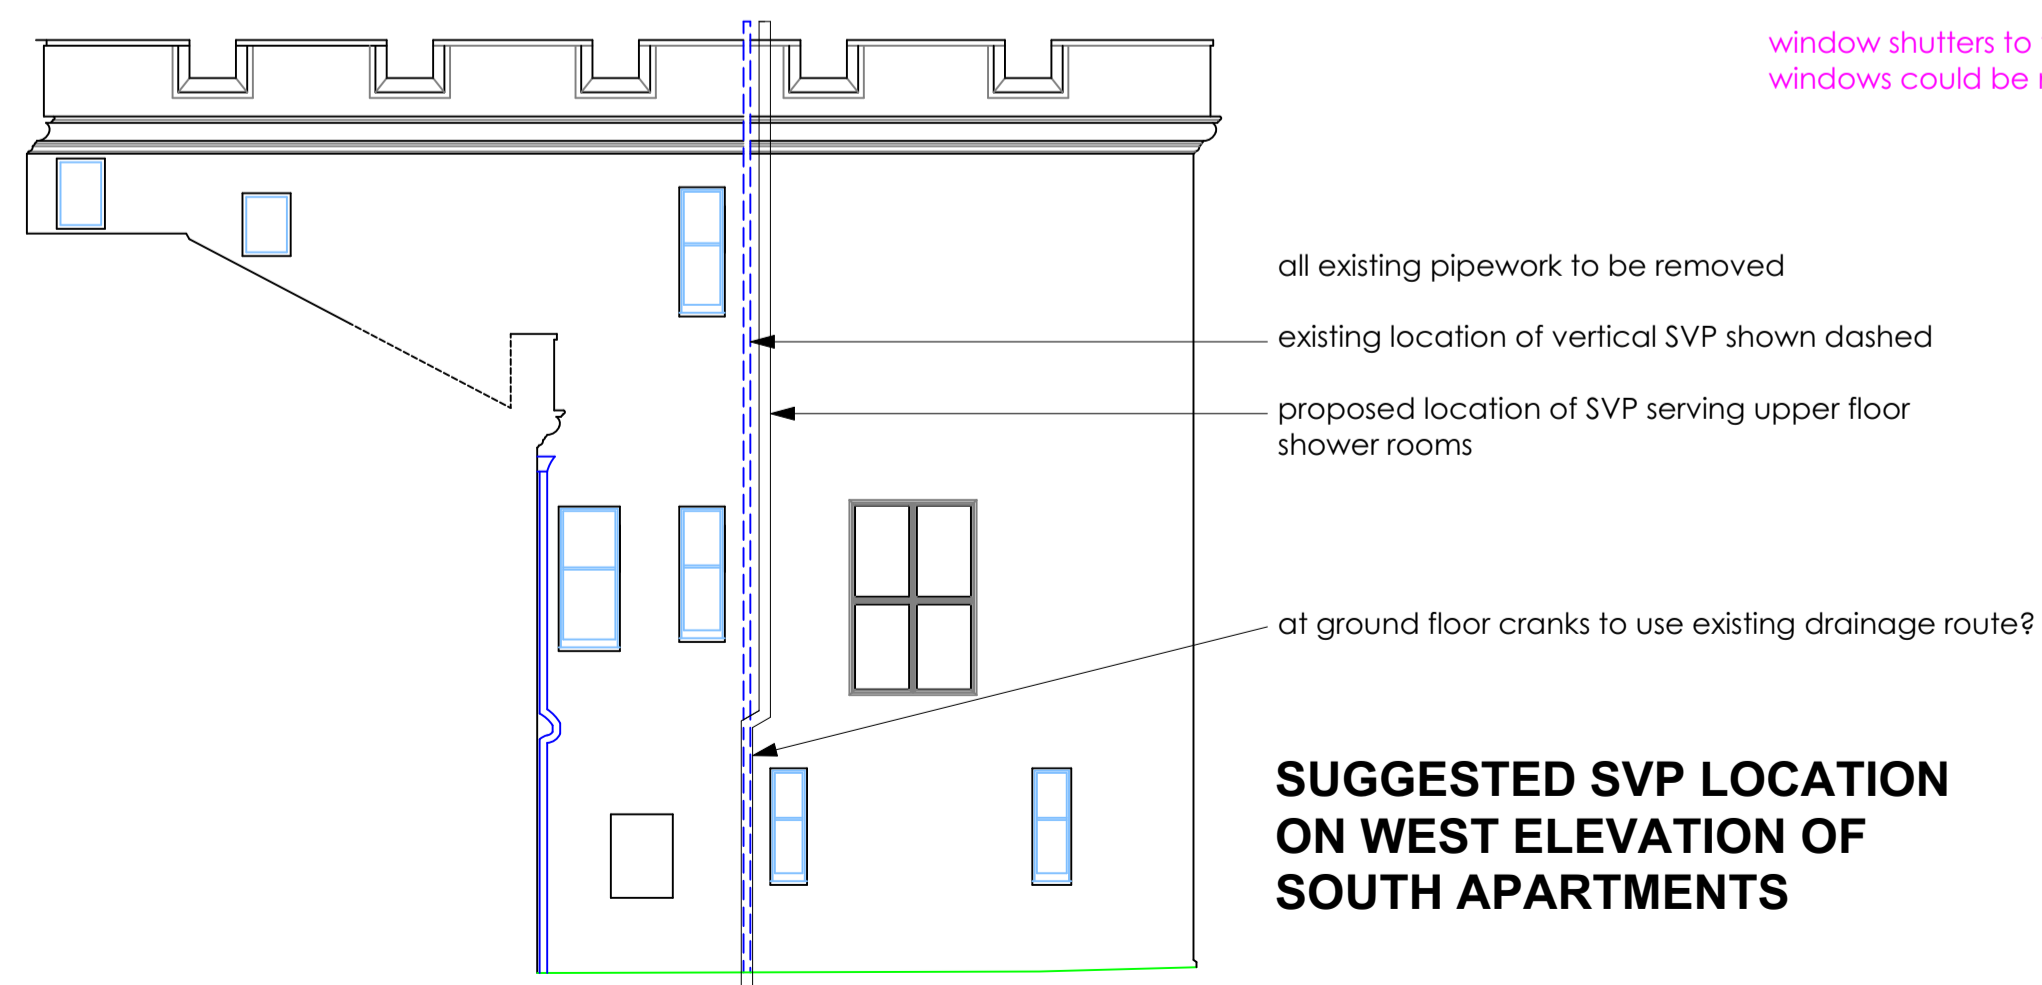 window shutters to
windows could be
all existing pipework to be removed
existing location of vertical SVP shown dashed
proposed location of SVP serving upper floor
shower rooms
at ground floor cranks to use existing drainage route?
SUGGESTED SVP LOCATION
ON WEST ELEVATION OF
SOUTH APARTMENTS